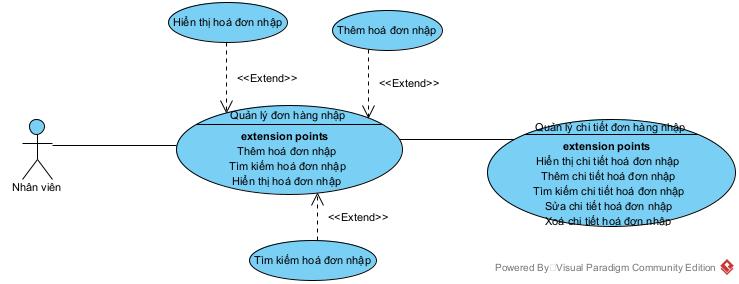 Hiển thị hoá đơn nhập
Thêm hoá đơn nhập
<<Extend>>
<<Extend>>
Quản lý đơn hàng nhập
extension points
Thêm hoá đơn nhập
Tìm kiếm hoá đơn nhập
Hiển thị hoá đơn nhập
Quản lý chi tiết đơn hàng nhập
extension points
Hiển thị chi tiết hoá đơn nhập
Thêm chi tiết hoá đơn nhập
Tìm kiếm chi tiết hoá đơn nhập
Sửa chi tiết hoá đơn nhập
Xoá chi tiết hoá đơn nhập
Nhân viên
<<Extend>>
Tìm kiếm hoá đơn nhập
Powered By Visual Paradigm Community Edition